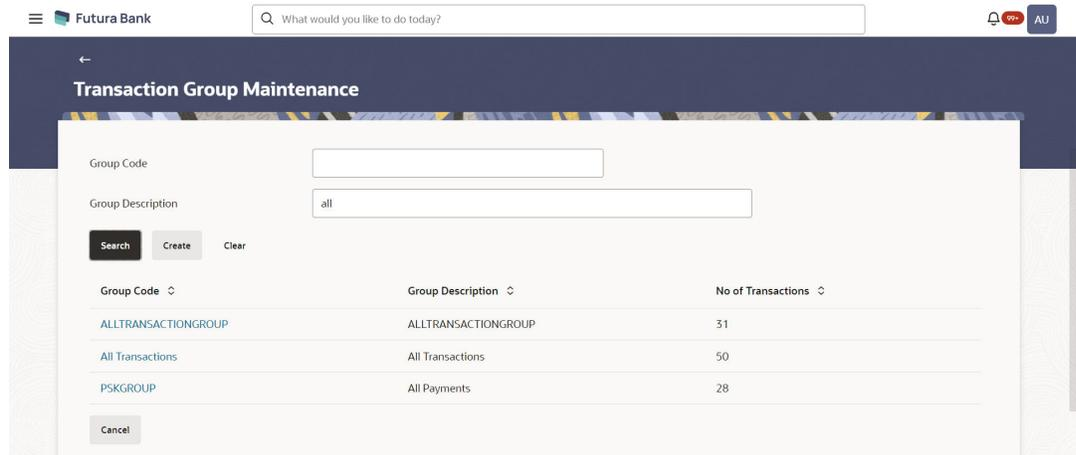 Futura Bank
What would you like to do today?
99+
AU
Transaction Group Maintenance
Group Code
Group Description
all
Search Create Clear
Group Code Group Description No of Transactions
ALLTRANSACTIONGROUP ALLTRANSACTIONGROUP 31
All Transactions All Transactions 50
PSKGROUP All Payments 28
Cancel